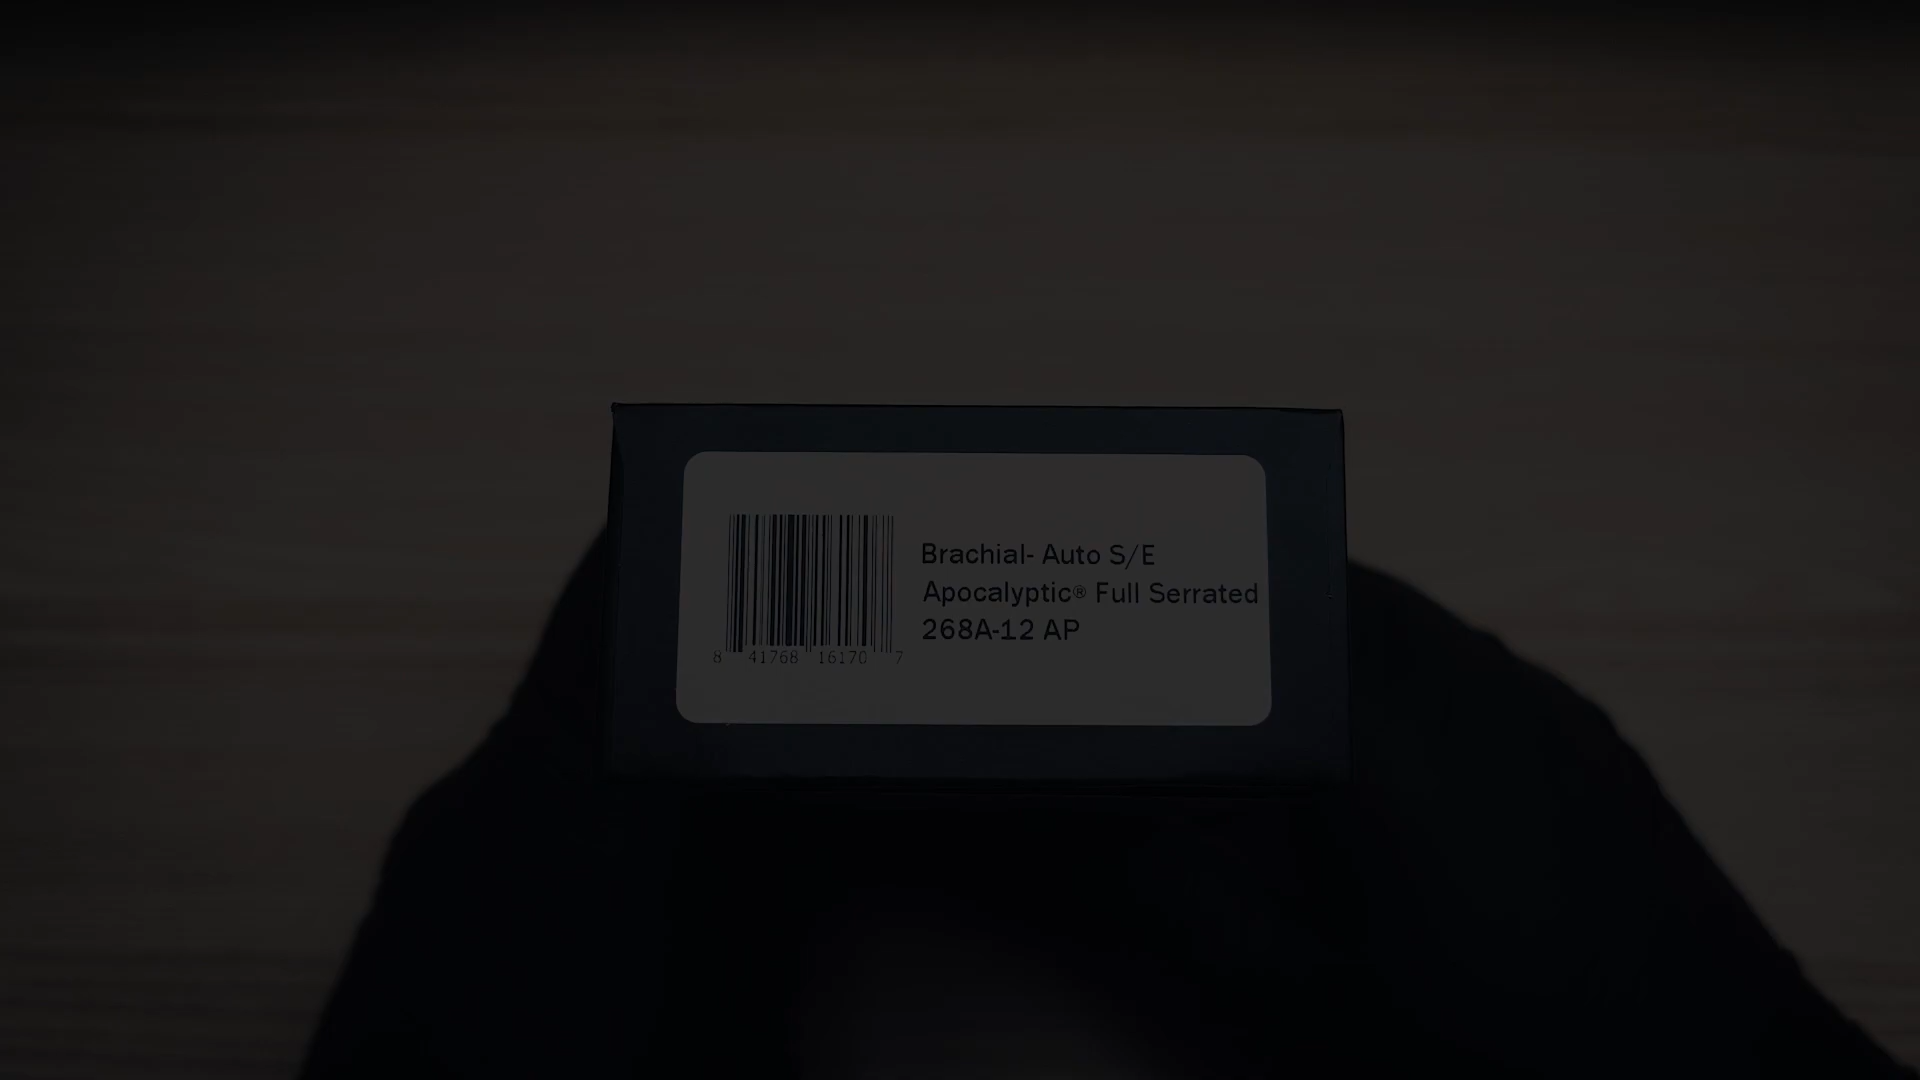 Brachial- Auto S/E
Apocalyptic® Full Serrated
268A-12 AP
8 41768 16170 7